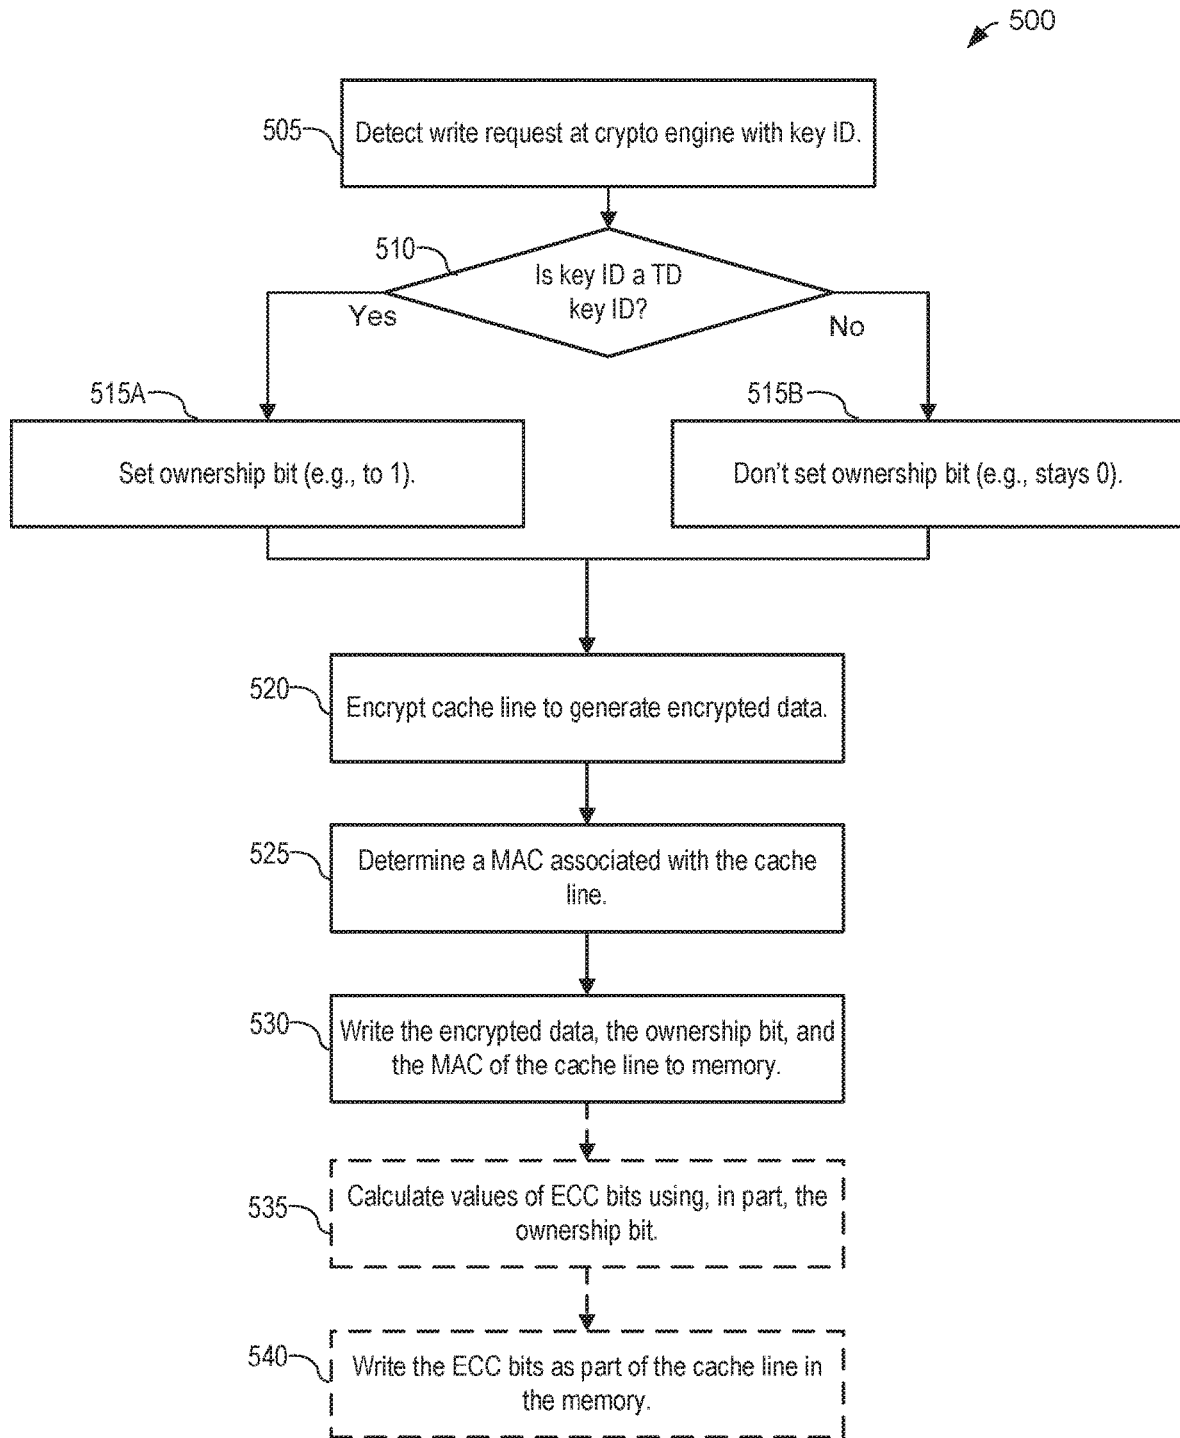 500
505
Detect write request at crypto engine with key ID.
510
Is key ID a TD
key ID?
Yes
No
515A
515B
Set ownership bit (e.g., to 1).
Don't set ownership bit (e.g., stays 0).
520
Encrypt cache line to generate encrypted data.
525
Determine a MAC associated with the cache
line.
530
Write the encrypted data, the ownership bit, and
the MAC of the cache line to memory.
535
Calculate values of ECC bits using, in part, the
ownership bit.
540
Write the ECC bits as part of the cache line in
the memory.